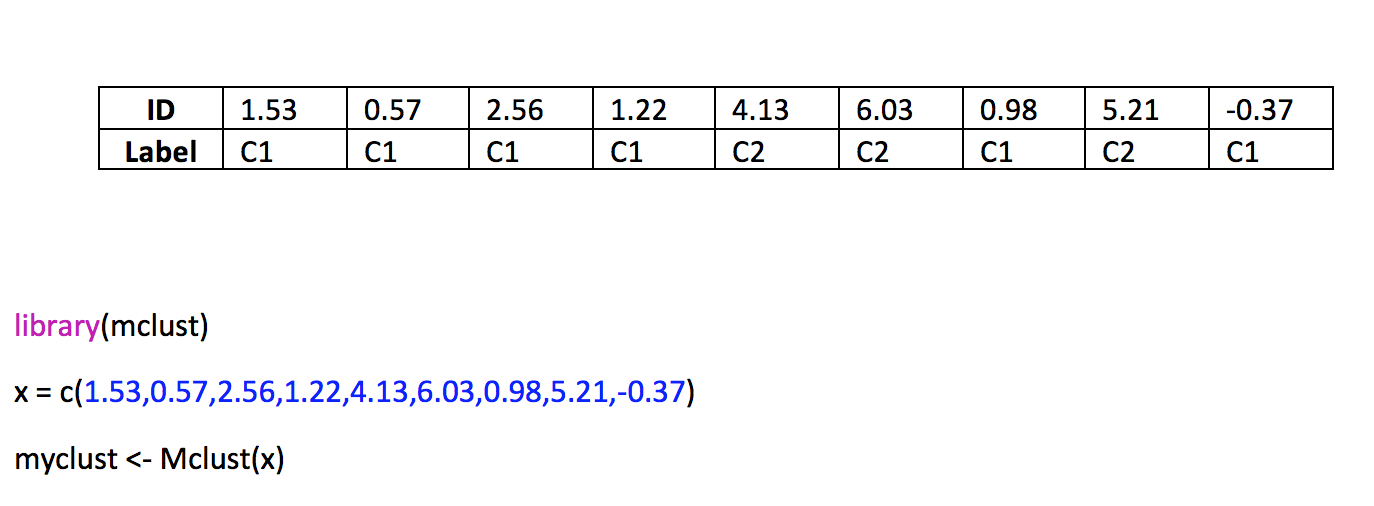 ID 1.53 0.57 2.56 1.22 4.13 6.03 0.98 5.21 -0.37
Label C1 C1 C1 C1 C2 C2 C1 C2 C1
library(mclust)
x = c(1.53,0.57,2.56,1.22,4.13,6.03,0.98,5.21,-0.37)
myclust <- Mclust(x)